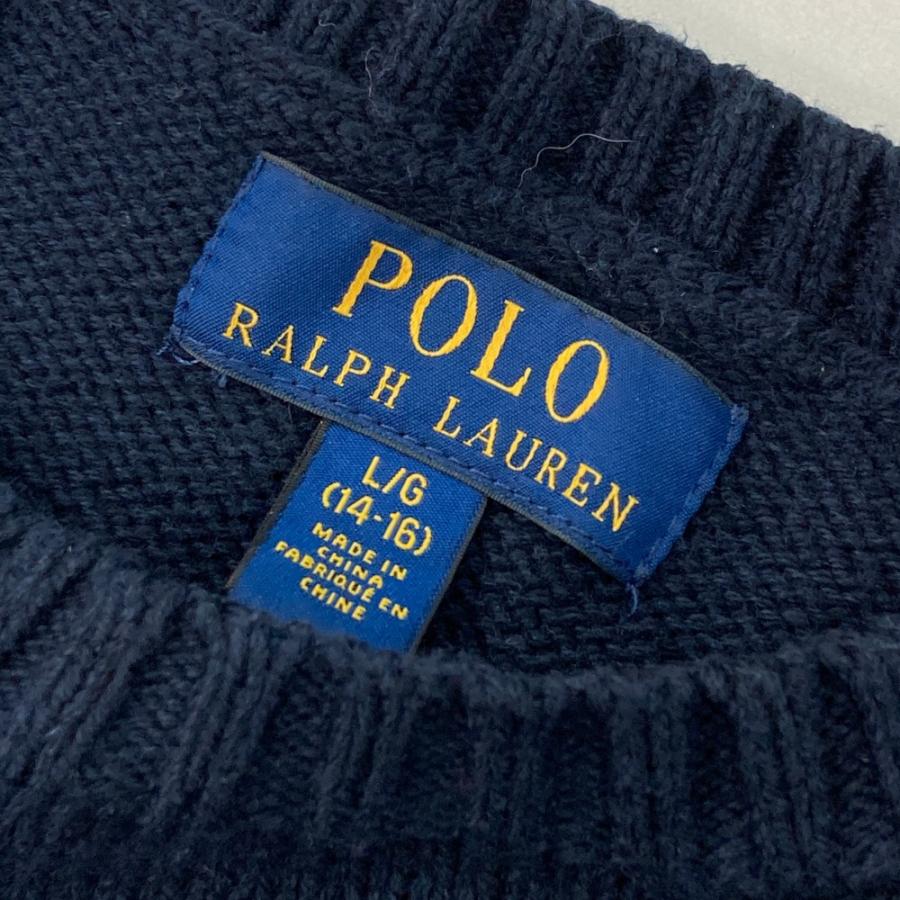 POLO
RALPH LAUREN
L/G
(14-16)
MADE IN
CHINA
FABRIQUÉ EN
CHINE